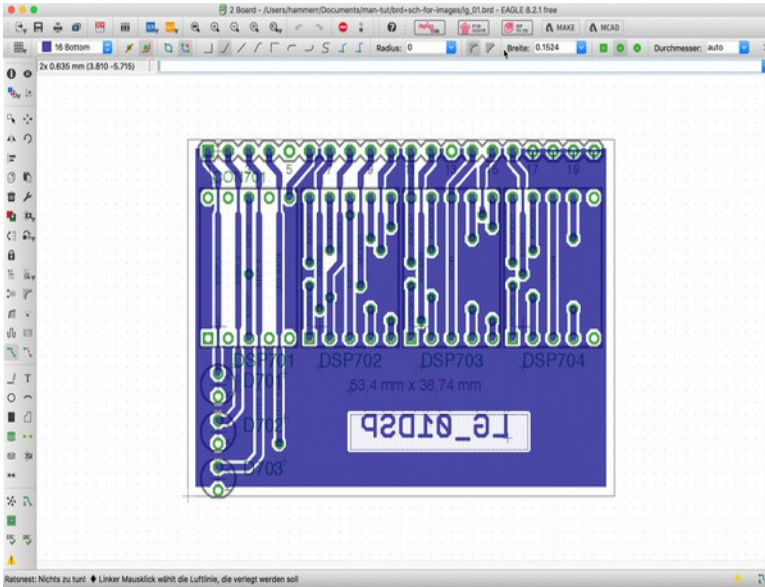 2 Board - /Users/hammerr/Documents/man-tut/brd+sch-for-images/lg_01.brd - EAGLE 8.2.1 free
MAKE
MCAD
16 Bottom
Radius: 0
Breite: 0.1524
Durchmesser: auto
2x 0.635 mm (3.810 -5.715)
CON701
DSP701 DSP702 DSP703 DSP704
D701
53,4 mm x 38,74 mm
LG_01DSP
D702
D703
Ratsnest: Nichts zu tun! ♦ Linker Mausklick wählt die Luftlinie, die verlegt werden soll